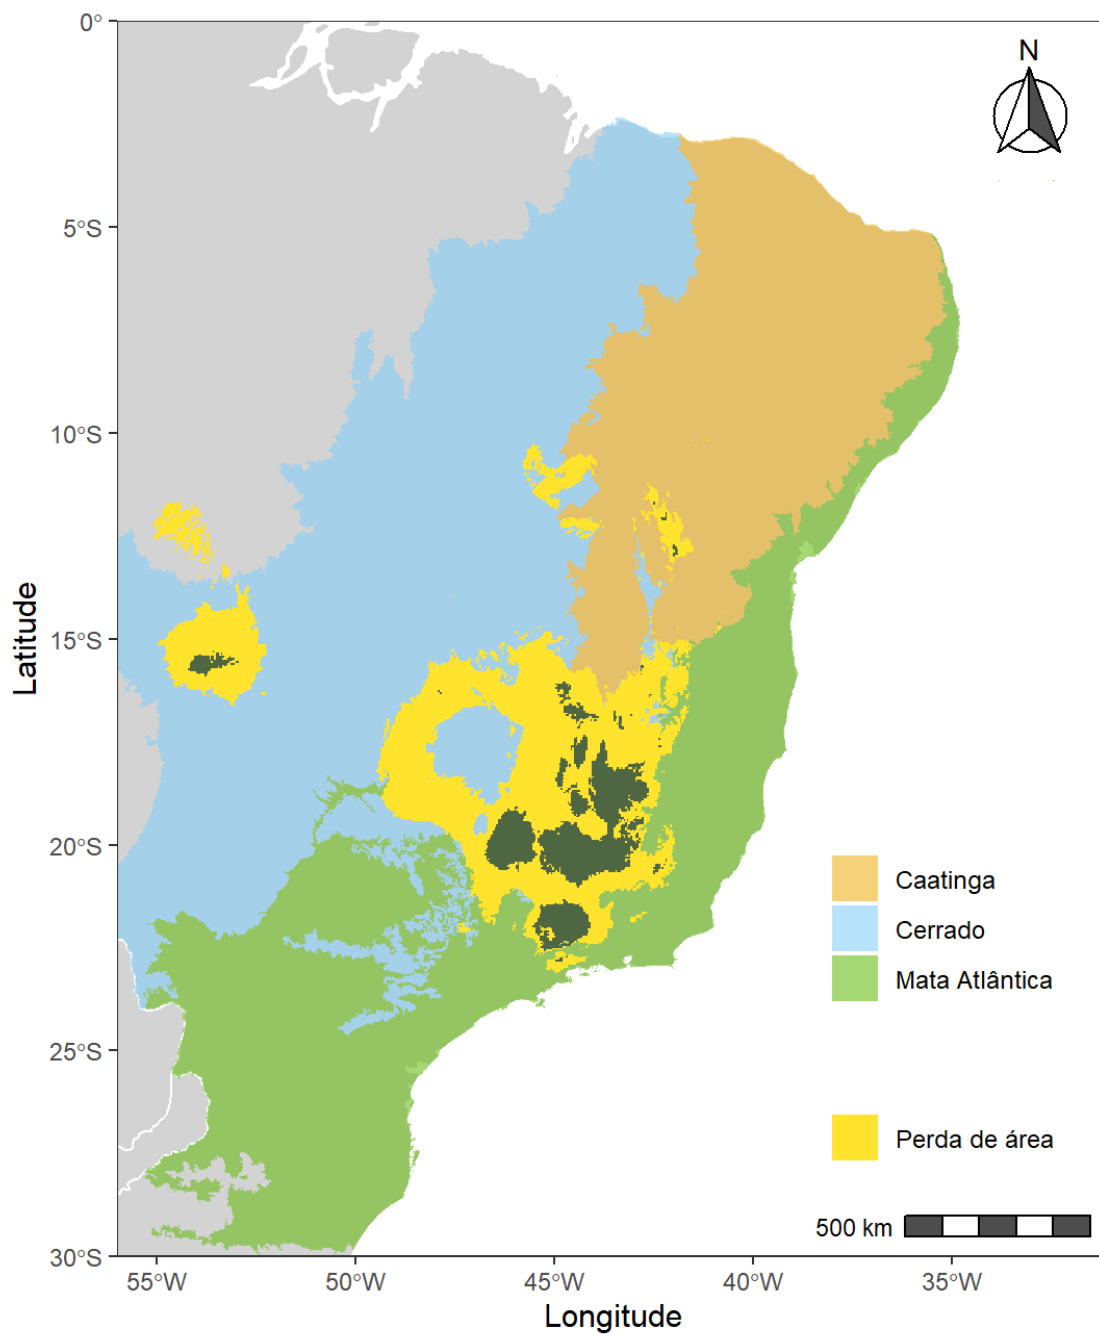 N
0°
5°S
10°S
15°S
20°S
25°S
30°S
Latitude
Caatinga
Cerrado
Mata Atlântica
Perda de área
500 km
55°W
50°W
45°W
40°W
35°W
Longitude